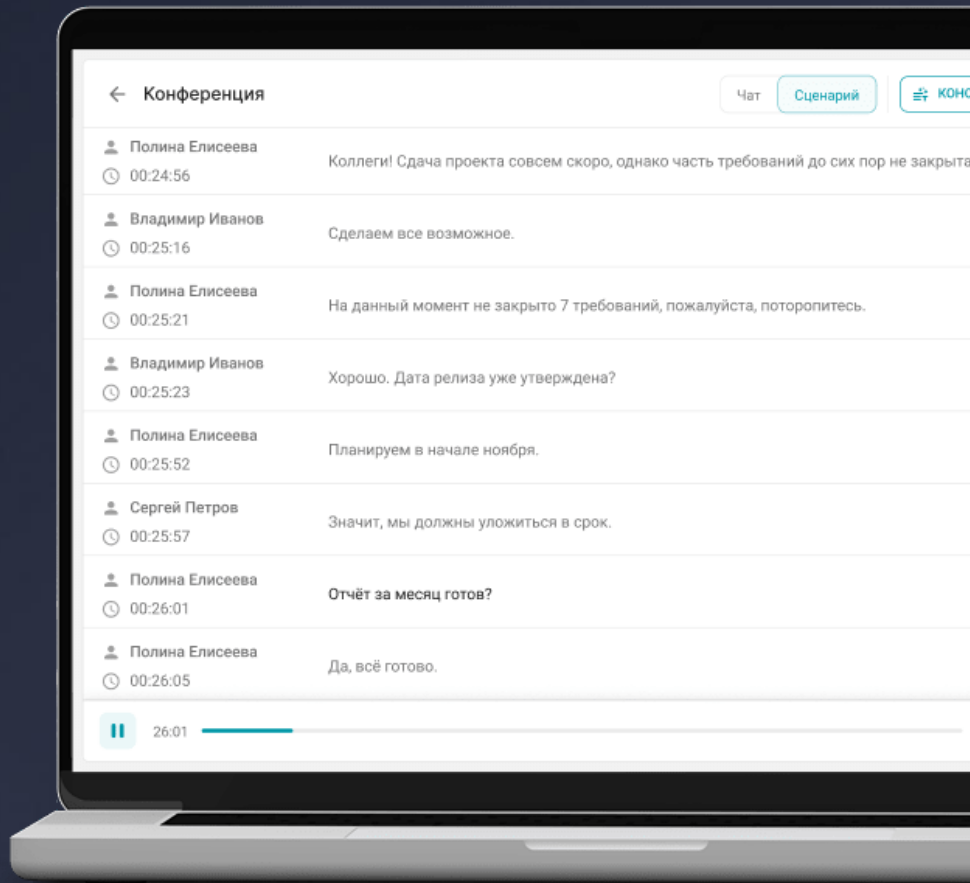 Конференция
Чат
Сценарий
Полина Елисеева
00:24:56
Коллеги! Сдача проекта совсем скоро, однако часть требований до сих пор не закрыта
Владимир Иванов
00:25:16
Сделаем все возможное.
Полина Елисеева
00:25:21
На данный момент не закрыто 7 требований, пожалуйста, поторопитесь.
Владимир Иванов
00:25:23
Хорошо. Дата релиза уже утверждена?
Полина Елисеева
00:25:52
Планируем в начале ноября.
Сергей Петров
00:25:57
Значит, мы должны уложиться в срок.
Полина Елисеева
00:26:01
Отчёт за месяц готов?
Полина Елисеева
00:26:05
Да, всё готово.
26:01